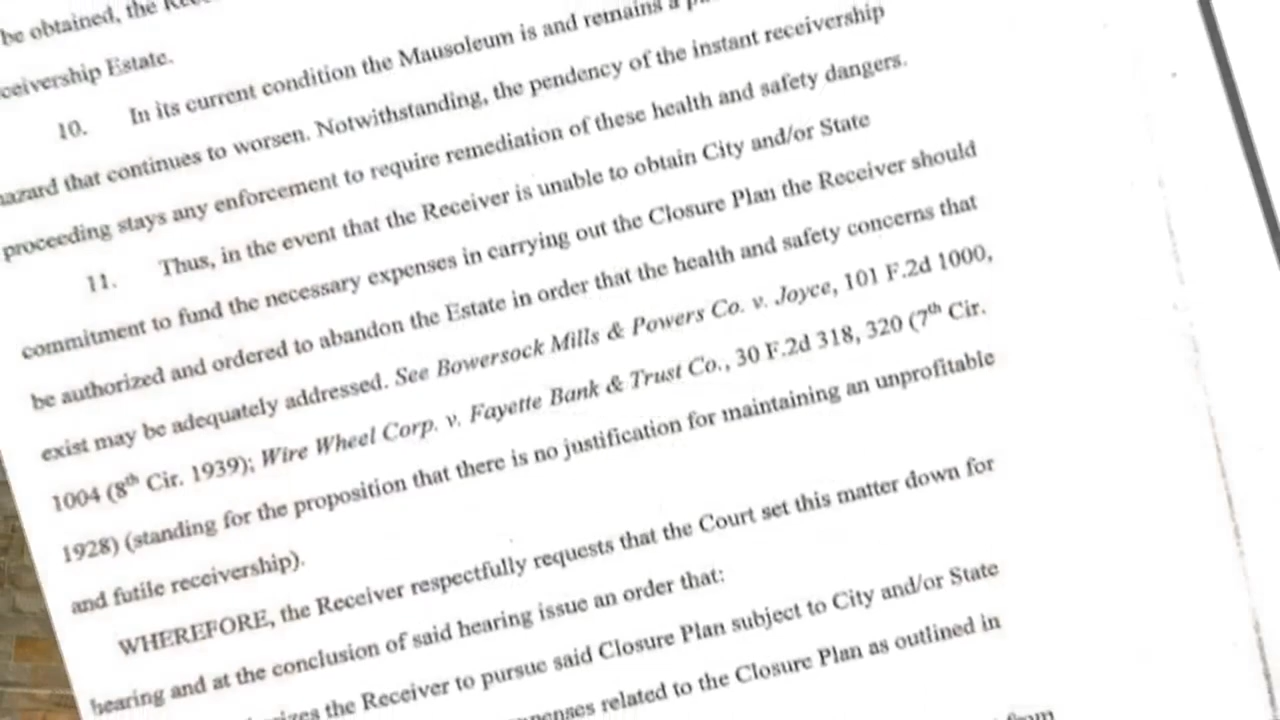 be obtained, the
ceivership Estate.
10. In its current condition the Mausoleum is and remains a
hazard that continues to worsen. Notwithstanding, the pendency of the instant receivership
proceeding stays any enforcement to require remediation of these health and safety dangers.
11. Thus, in the event that the Receiver is unable to obtain City and/or State
commitment to fund the necessary expenses in carrying out the Closure Plan the Receiver should
be authorized and ordered to abandon the Estate in order that the health and safety concerns that
exist may be adequately addressed. See Bowersock Mills & Powers Co. v. Joyce, 101 F.2d 1000,
1004 (8th Cir. 1939); Wire Wheel Corp. v. Fayette Bank & Trust Co., 30 F.2d 318, 320 (7th Cir.
1928) (standing for the proposition that there is no justification for maintaining an unprofitable
and futile receivership).
WHEREFORE, the Receiver respectfully requests that the Court set this matter down for
hearing and at the conclusion of said hearing issue an order that:
the Receiver to pursue said Closure Plan subject to City and/or State
related to the Closure Plan as outlined in
from